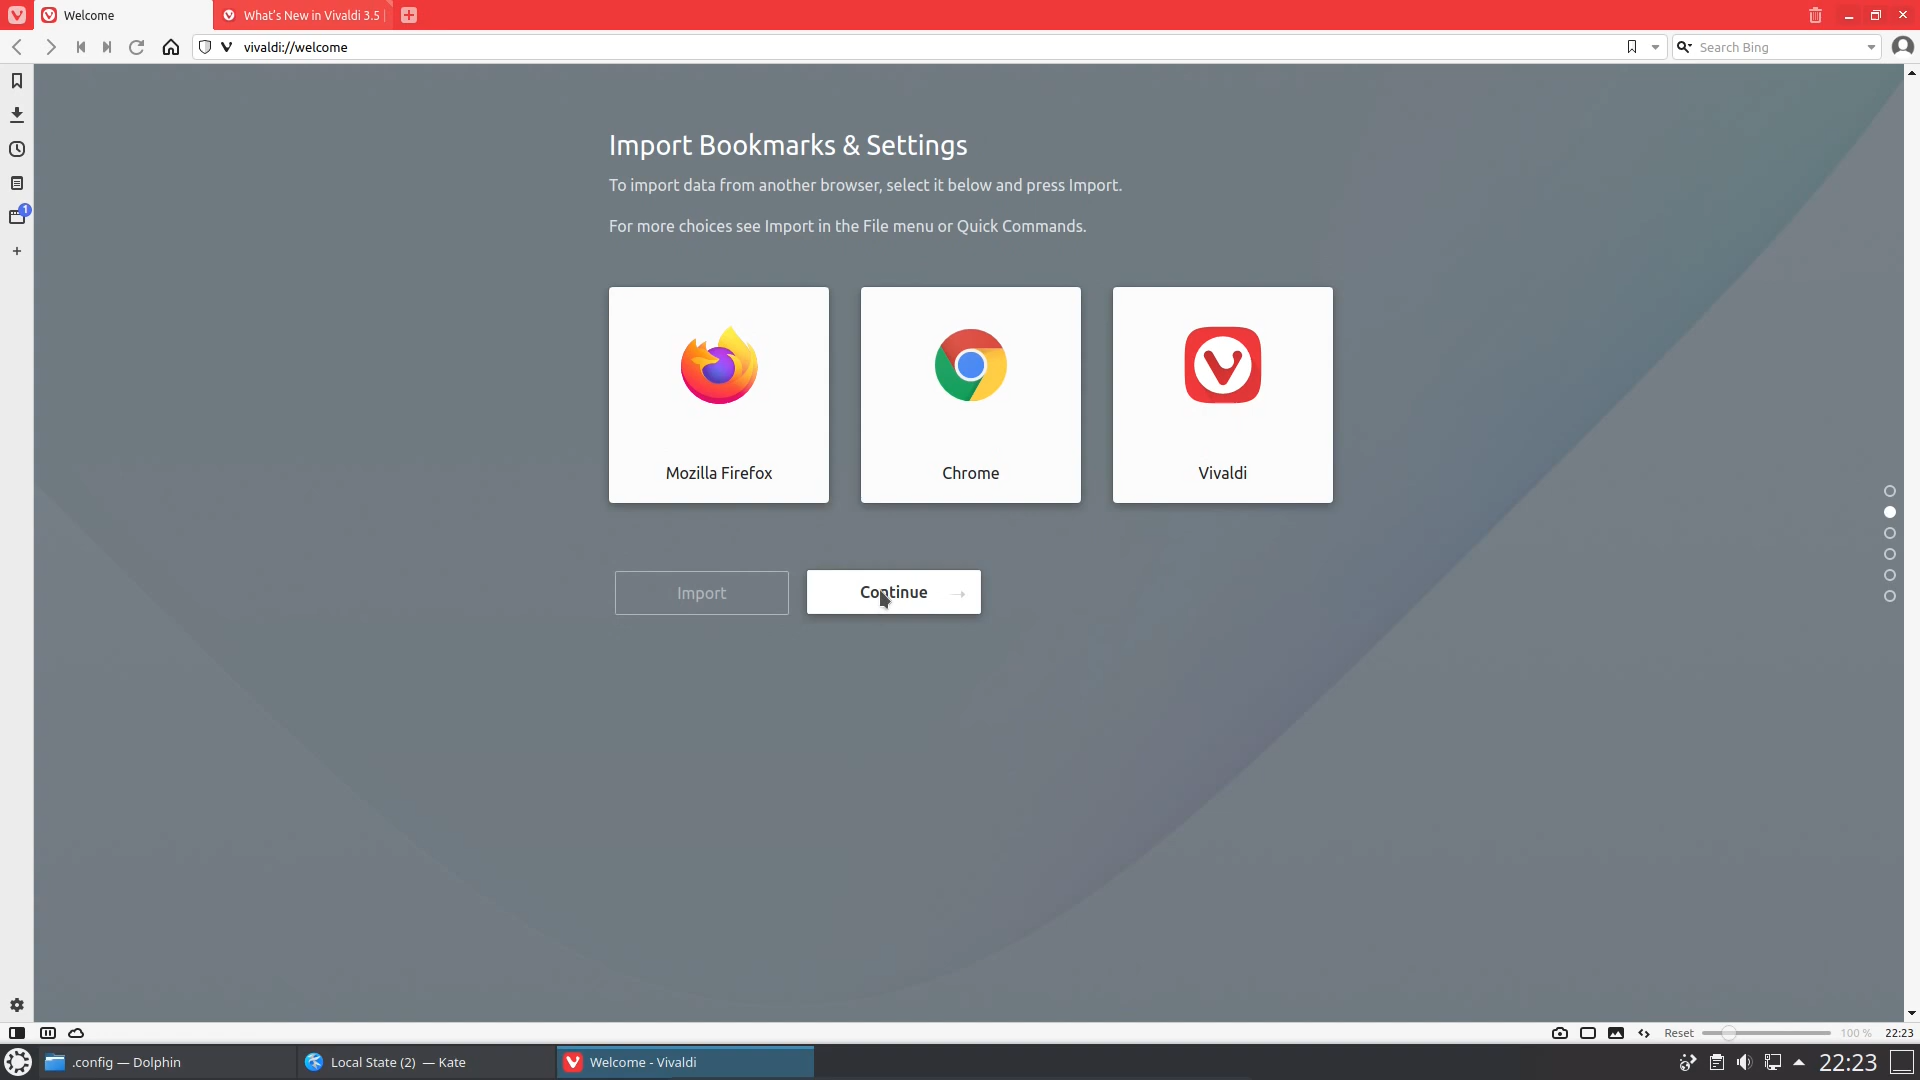 Welcome
What's New in Vivaldi 3.5 |
vivaldi://welcome
Search Bing
1
Import Bookmarks & Settings
To import data from another browser, select it below and press Import.
For more choices see Import in the File menu or Quick Commands.
Mozilla Firefox
Chrome
Vivaldi
Import
Continue
Reset
100 %
22:23
.config — Dolphin
Local State (2) — Kate
Welcome - Vivaldi
22:23